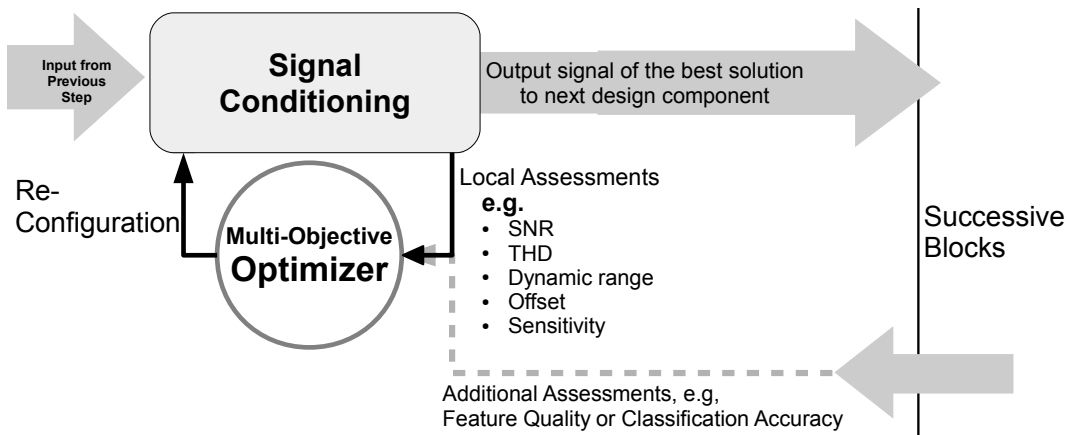 Input from
Previous
Step
Signal
Conditioning
Output signal of the best solution
to next design component
Re-
Configuration
Multi-Objective
Optimizer
Local Assessments
e.g.
• SNR
• THD
• Dynamic range
• Offset
• Sensitivity
Successive
Blocks
Additional Assessments, e.g,
Feature Quality or Classification Accuracy